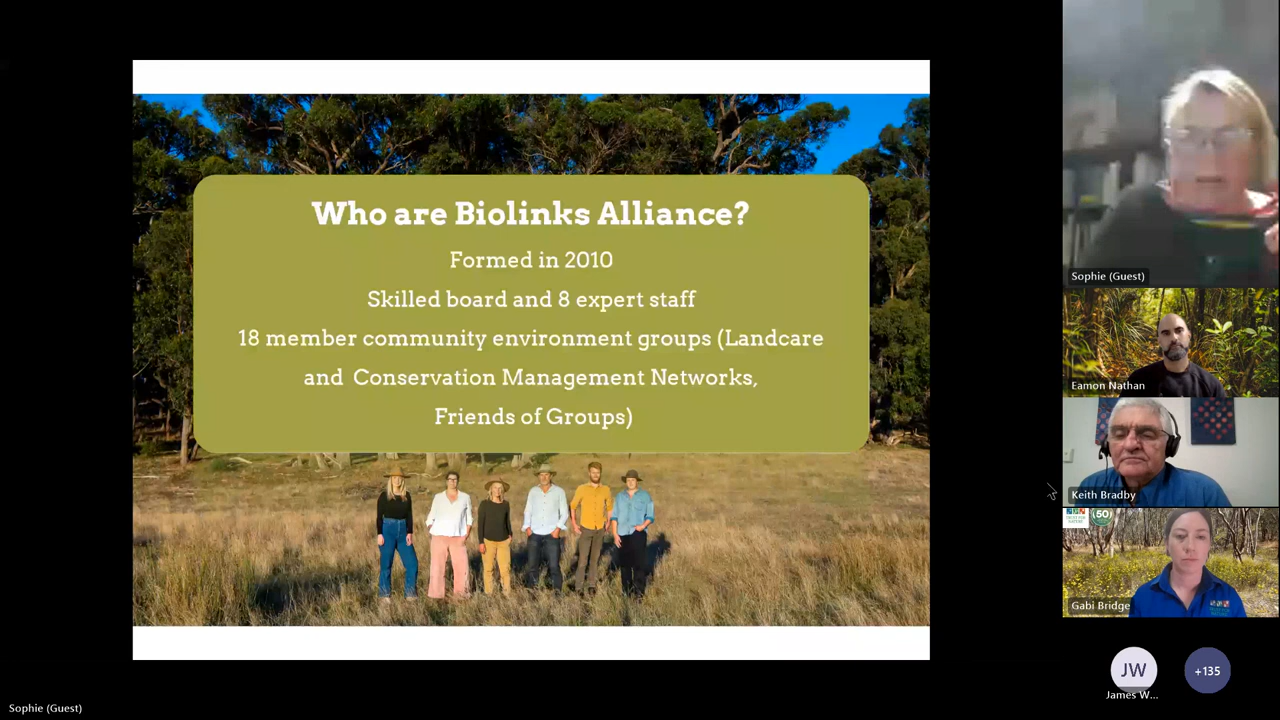 Who are Biolinks Alliance?
Formed in 2010
Skilled board and 8 expert staff
18 member community environment groups (Landcare
and Conservation Management Networks,
Friends of Groups)
Sophie (Guest)
Eamon Nathan
Keith Bradby
50
Gabi Bridge
JW
James W...
+135
Sophie (Guest)